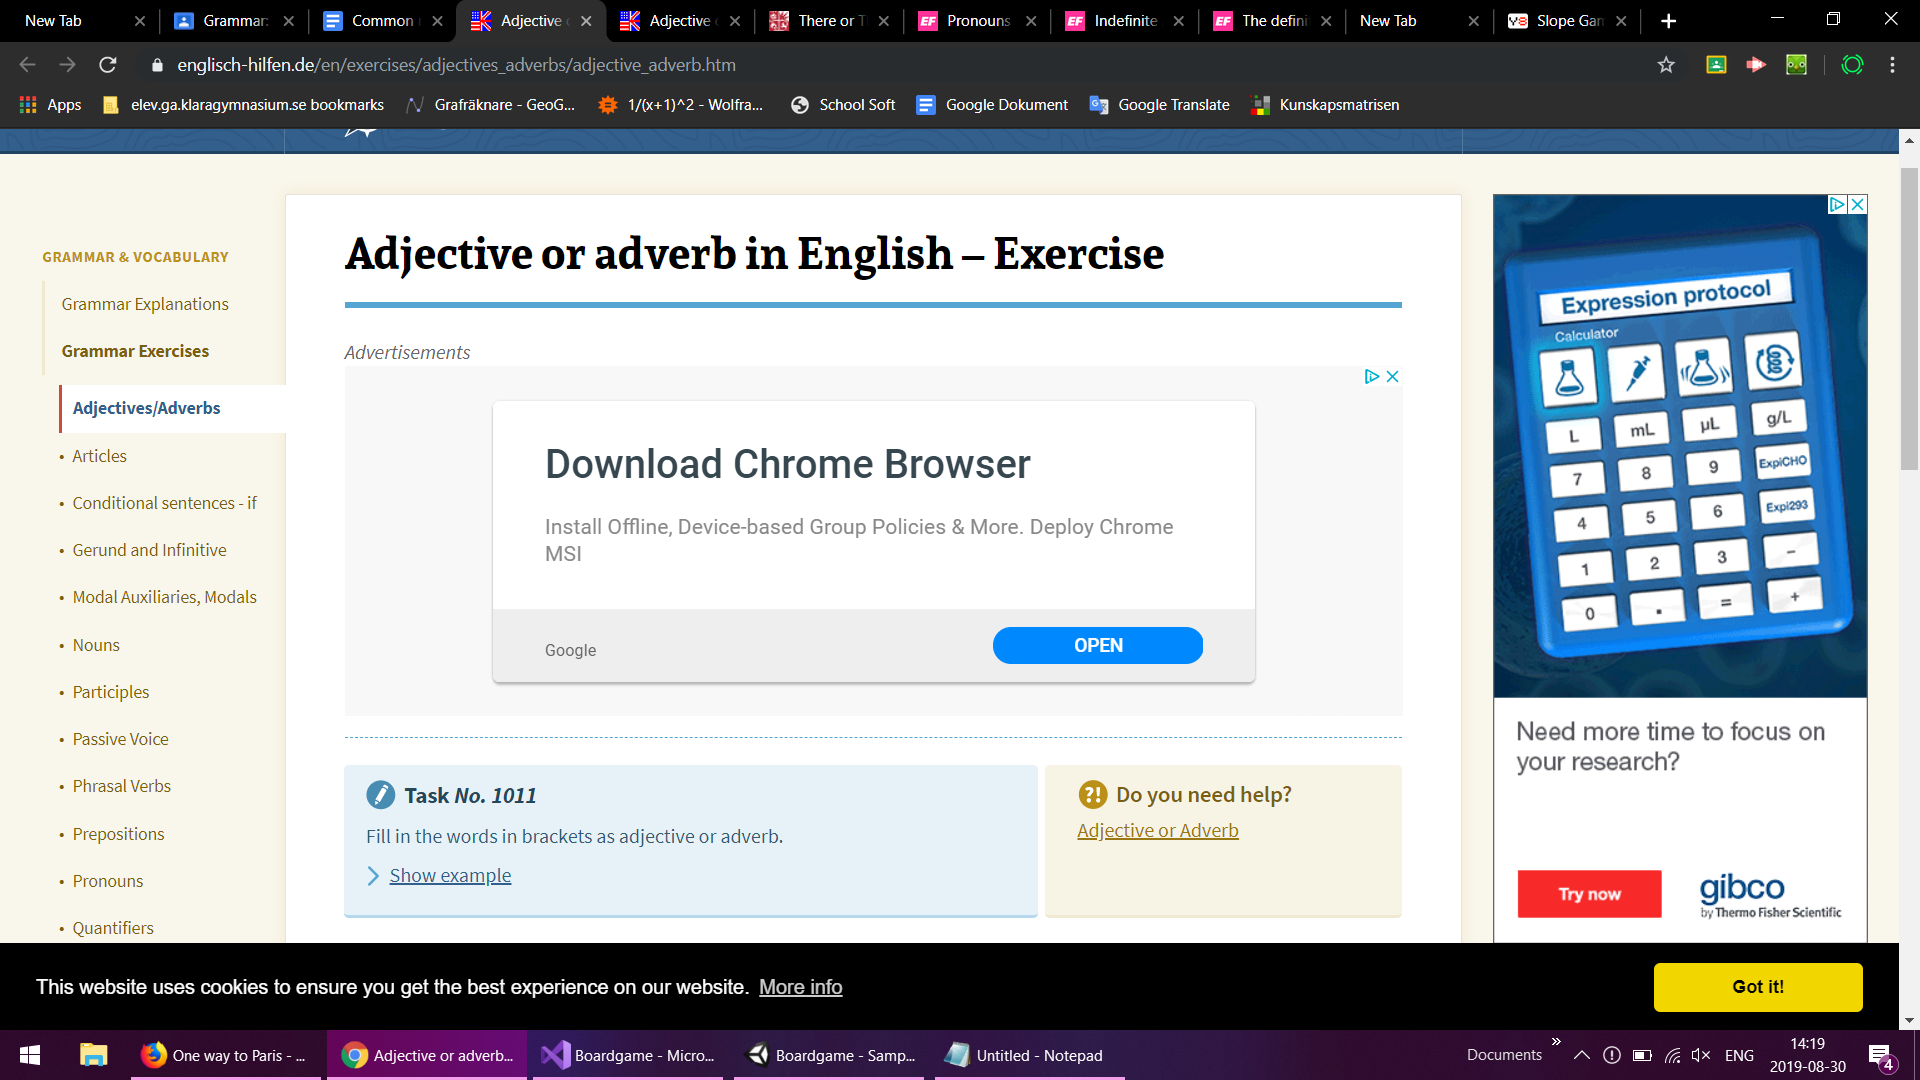 New Tab
Grammar:
Common
Adjective
Adjective
There or T
Pronouns
Indefinite
The defini
New Tab
Slope Gam
englisch-hilfen.de/en/exercises/adjectives_adverbs/adjective_adverb.htm
Apps
elev.ga.klaragymnasium.se bookmarks
Grafräknare - GeoG...
1/(x+1)^2 - Wolfra...
School Soft
Google Dokument
Google Translate
Kunskapsmatrisen
GRAMMAR & VOCABULARY
Grammar Explanations
Grammar Exercises
Adjectives/Adverbs
• Articles
• Conditional sentences - if
• Gerund and Infinitive
• Modal Auxiliaries, Modals
• Nouns
• Participles
• Passive Voice
• Phrasal Verbs
• Prepositions
• Pronouns
• Quantifiers
Adjective or adverb in English – Exercise
Advertisements
Download Chrome Browser
Install Offline, Device-based Group Policies & More. Deploy Chrome
MSI
Google
OPEN
Task No. 1011
Fill in the words in brackets as adjective or adverb.
Show example
?! Do you need help?
Adjective or Adverb
Expression protocol
Calculator
L mL µL g/L
7 8 9 ExpiCHO
4 5 6 Expi293
1 2 3 -
0 . = +
Need more time to focus on
your research?
Try now
gibco
by Thermo Fisher Scientific
This website uses cookies to ensure you get the best experience on our website. More info
Got it!
One way to Paris - ...
Adjective or adverb...
Boardgame - Micro...
Boardgame - Samp...
Untitled - Notepad
Documents
ENG
14:19
2019-08-30
4